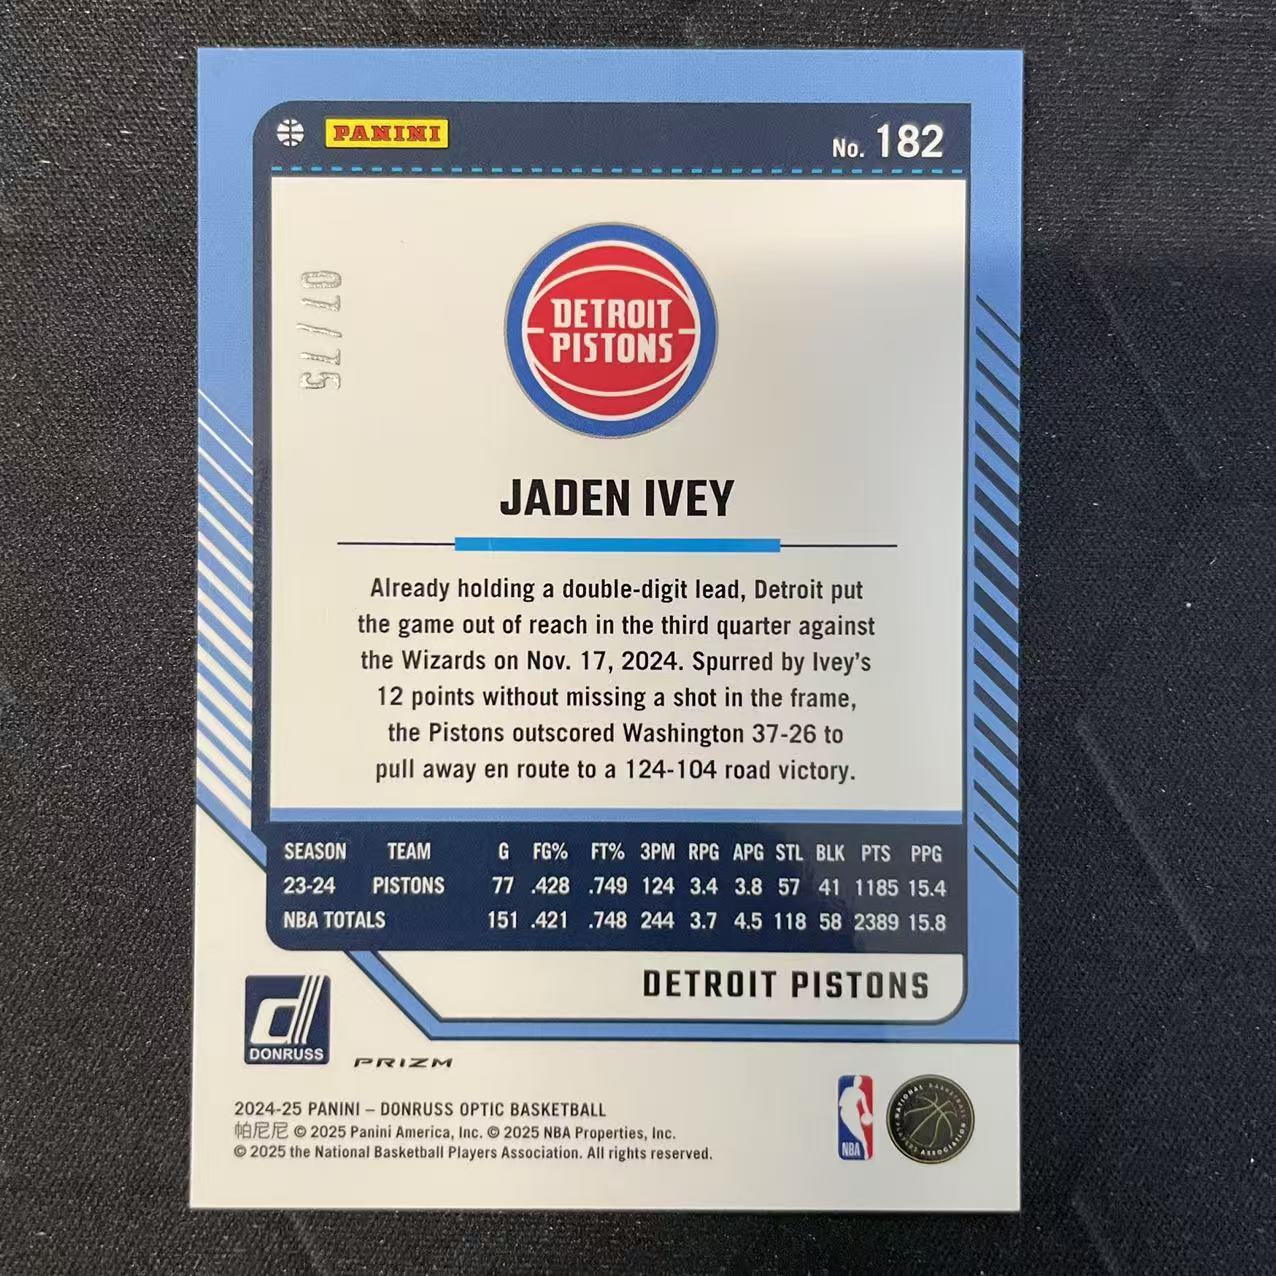 PANINI
No. 182
07/75
DETROIT
PISTONS
JADEN IVEY
Already holding a double-digit lead, Detroit put
the game out of reach in the third quarter against
the Wizards on Nov. 17, 2024. Spurred by Ivey's
12 points without missing a shot in the frame,
the Pistons outscored Washington 37-26 to
pull away en route to a 124-104 road victory.
SEASON TEAM G FG% FT% 3PM RPG APG STL BLK PTS PPG
23-24 PISTONS 77 .428 .749 124 3.4 3.8 57 41 1185 15.4
NBA TOTALS 151 .421 .748 244 3.7 4.5 118 58 2389 15.8
DETROIT PISTONS
d
DONRUSS
PRIZM
2024-25 PANINI – DONRUSS OPTIC BASKETBALL
帕尼尼 © 2025 Panini America, Inc. © 2025 NBA Properties, Inc.
© 2025 the National Basketball Players Association. All rights reserved.
NBA
NATIONAL BASKETBALL PLAYERS ASSOCIATION